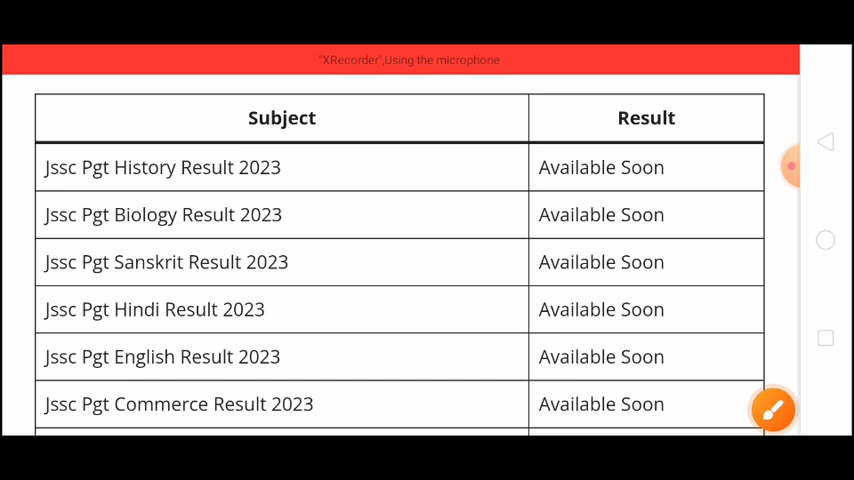 "XRecorder",Using the microphone
Subject Result
Jssc Pgt History Result 2023 Available Soon
Jssc Pgt Biology Result 2023 Available Soon
Jssc Pgt Sanskrit Result 2023 Available Soon
Jssc Pgt Hindi Result 2023 Available Soon
Jssc Pgt English Result 2023 Available Soon
Jssc Pgt Commerce Result 2023 Available Soon